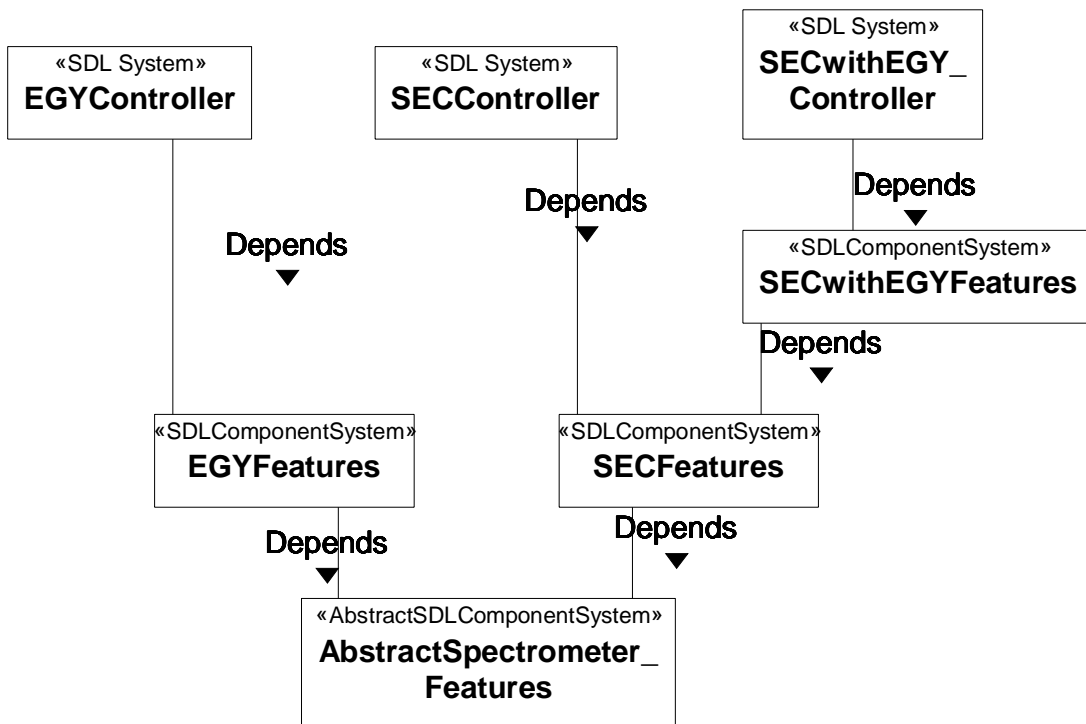 «SDL System»
EGYController
«SDL System»
SECController
«SDL System»
SECwithEGY_
Controller
Depends
Depends
Depends
«SDLComponentSystem»
SECwithEGYFeatures
Depends
«SDLComponentSystem»
EGYFeatures
«SDLComponentSystem»
SECFeatures
Depends
Depends
«AbstractSDLComponentSystem»
AbstractSpectrometer_
Features